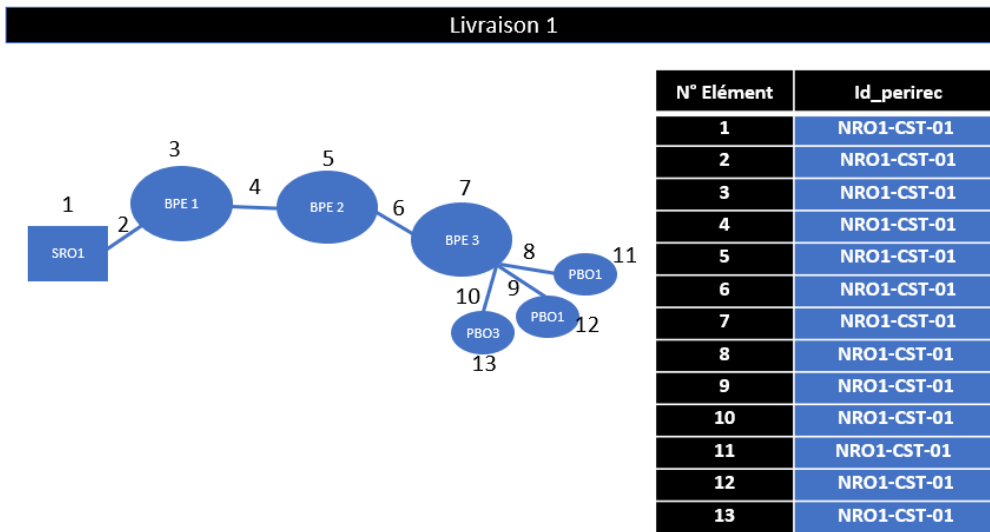 Livraison 1
1
SRO1
2
3
BPE 1
4
5
BPE 2
6
7
BPE 3
8
11
PBO1
9
PBO1
12
10
PBO3
13
N° Elément Id_perirec
1 NRO1-CST-01
2 NRO1-CST-01
3 NRO1-CST-01
4 NRO1-CST-01
5 NRO1-CST-01
6 NRO1-CST-01
7 NRO1-CST-01
8 NRO1-CST-01
9 NRO1-CST-01
10 NRO1-CST-01
11 NRO1-CST-01
12 NRO1-CST-01
13 NRO1-CST-01